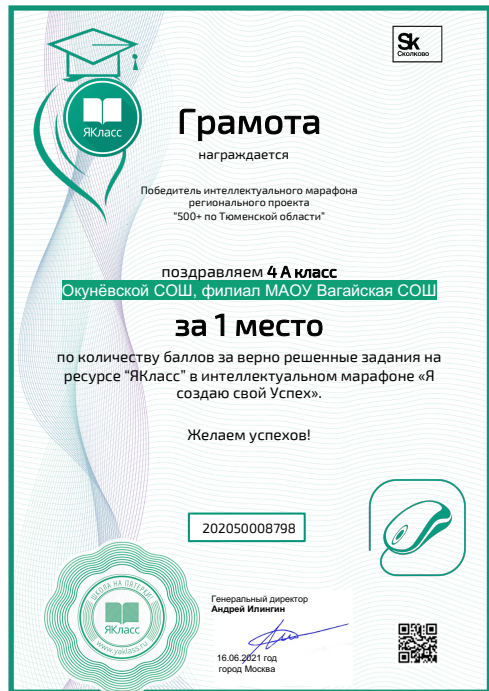 Sk
Сколково
ЯКласс
Грамота
награждается
Победитель интеллектуального марафона
регионального проекта
"500+ по Тюменской области"
поздравляем 4 А класс
Окунёвской СОШ, филиал МАОУ Вагайская СОШ
за 1 место
по количеству баллов за верно решенные задания на
ресурсе “ЯКласс” в интеллектуальном марафоне «Я
создаю свой Успех».
Желаем успехов!
202050008798
ШКОЛА НА ПЯТЕРКУ!
ЯКласс
www.yaklass.ru
Генеральный директор
Андрей Илингин
16.06.2021 год
город Москва